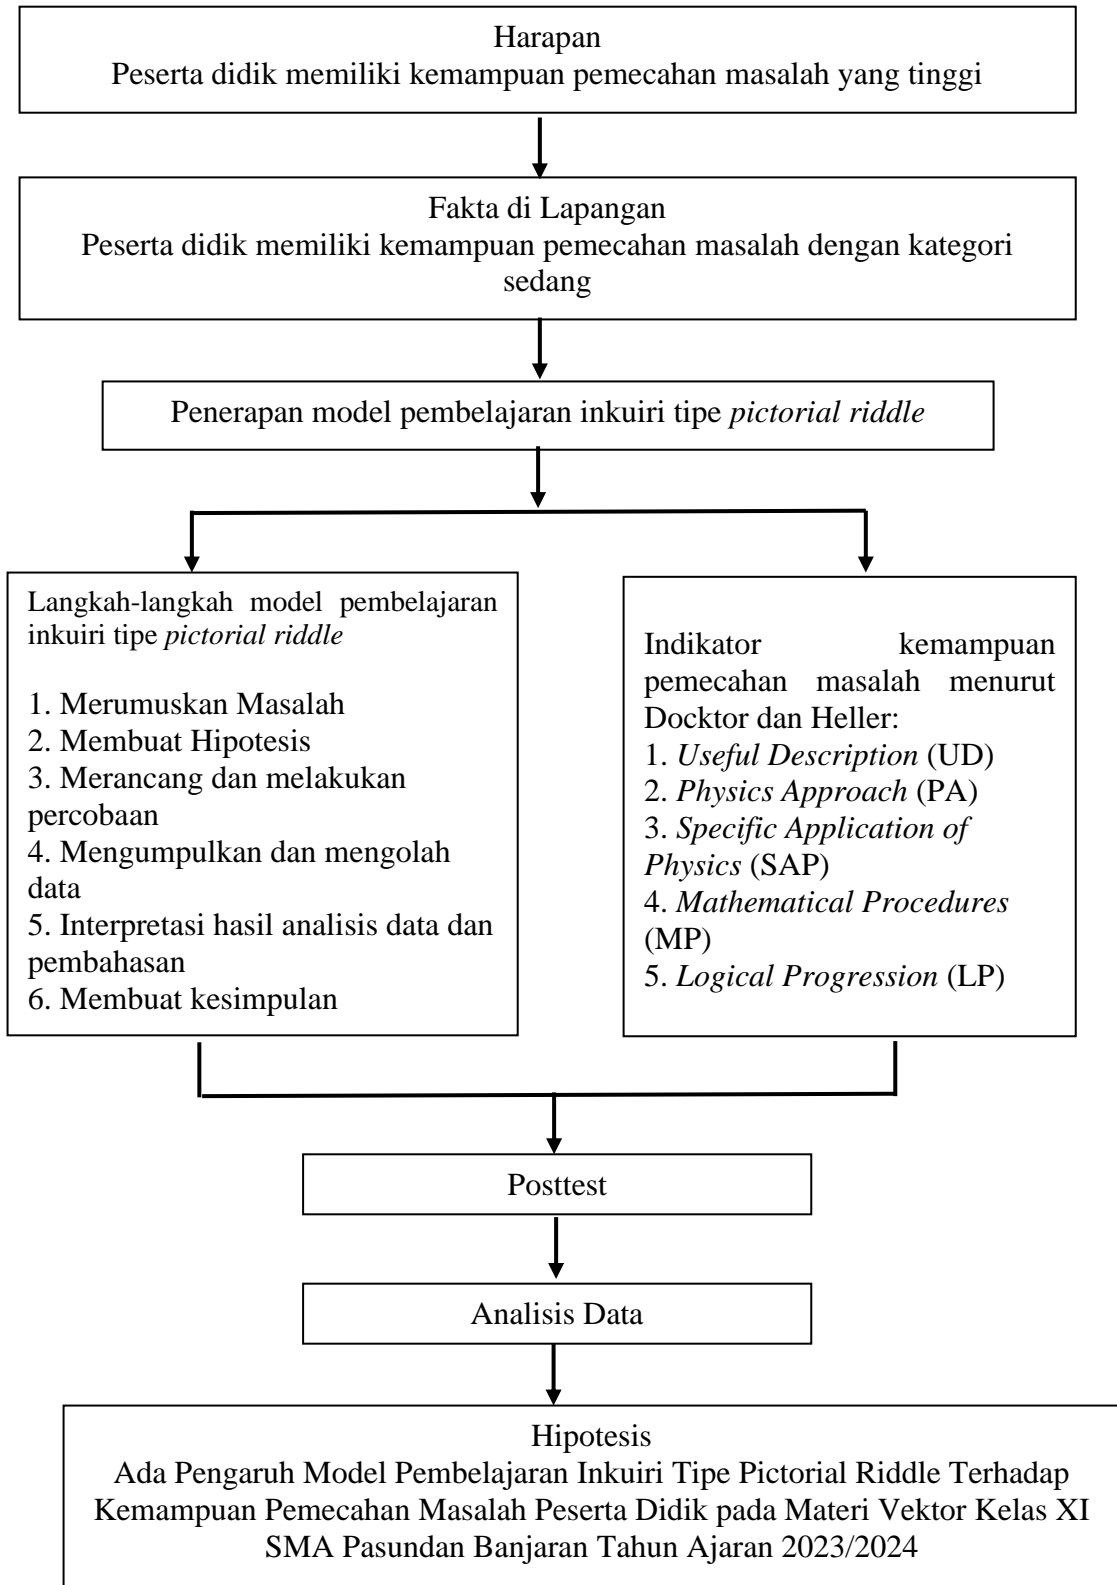 Harapan
Peserta didik memiliki kemampuan pemecahan masalah yang tinggi
Fakta di Lapangan
Peserta didik memiliki kemampuan pemecahan masalah dengan kategori
sedang
Penerapan model pembelajaran inkuiri tipe pictorial riddle
Langkah-langkah model pembelajaran
inkuiri tipe pictorial riddle
1. Merumuskan Masalah
2. Membuat Hipotesis
3. Merancang dan melakukan
percobaan
4. Mengumpulkan dan mengolah
data
5. Interpretasi hasil analisis data dan
pembahasan
6. Membuat kesimpulan
Indikator kemampuan
pemecahan masalah menurut
Docktor dan Heller:
1. Useful Description (UD)
2. Physics Approach (PA)
3. Specific Application of
Physics (SAP)
4. Mathematical Procedures
(MP)
5. Logical Progression (LP)
Posttest
Analisis Data
Hipotesis
Ada Pengaruh Model Pembelajaran Inkuiri Tipe Pictorial Riddle Terhadap
Kemampuan Pemecahan Masalah Peserta Didik pada Materi Vektor Kelas XI
SMA Pasundan Banjaran Tahun Ajaran 2023/2024